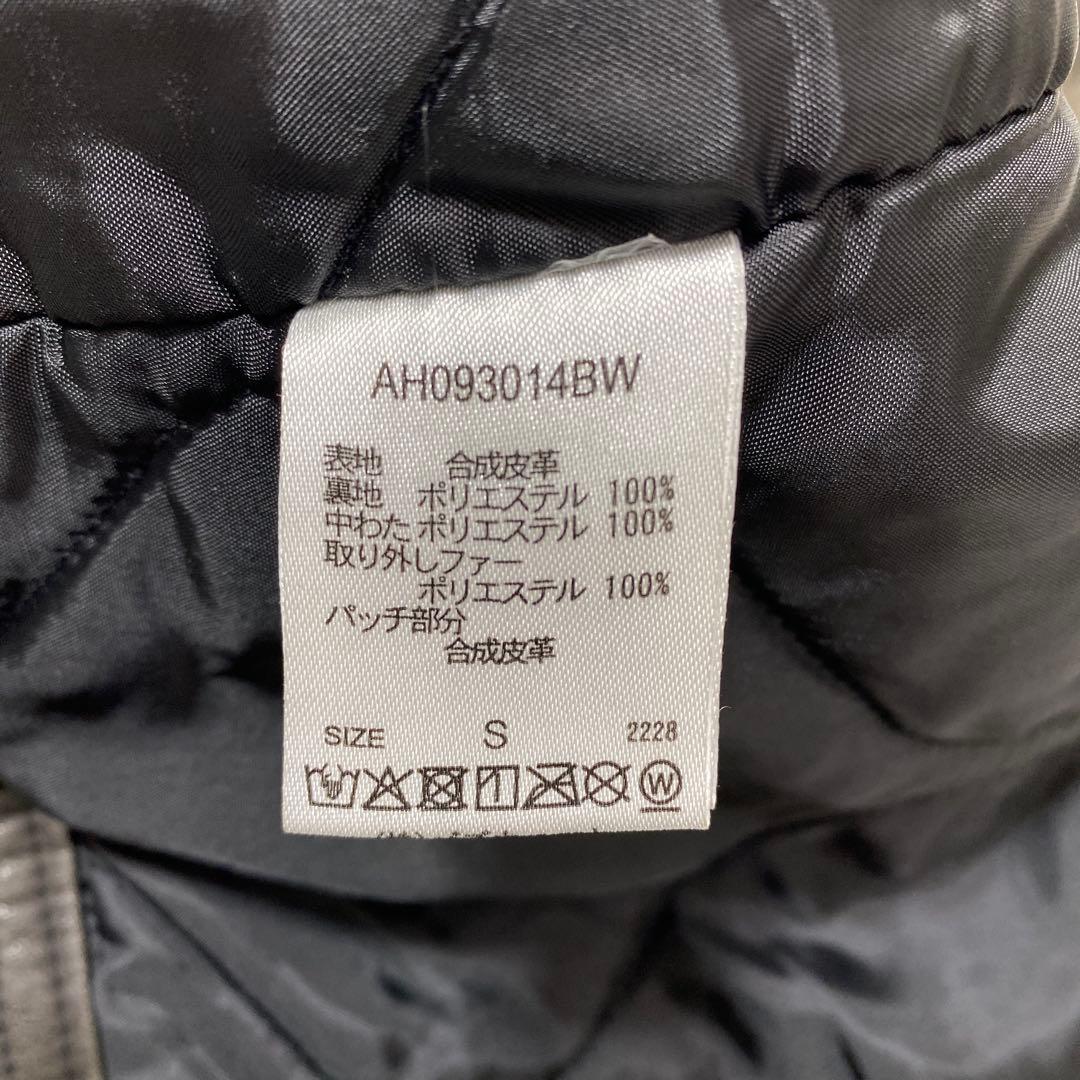 AH093014BW
表地 合成皮革
裏地 ポリエステル 100%
中わた ポリエステル 100%
取り外しファー
ポリエステル 100%
パッチ部分
合成皮革
SIZE S 2228
W